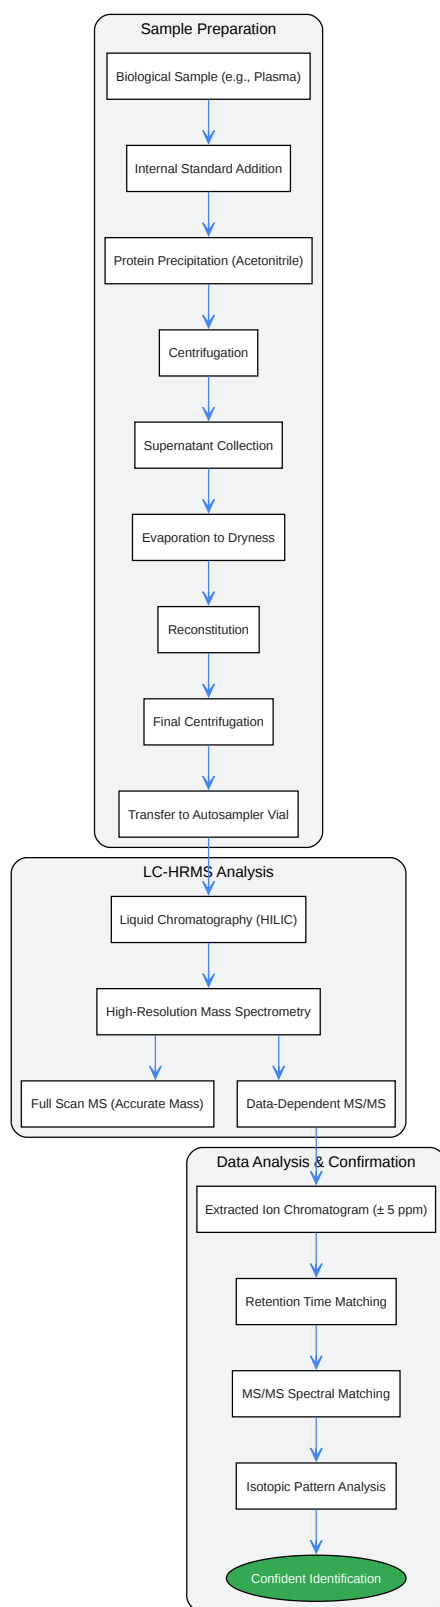 Sample Preparation
Biological Sample (e.g., Plasma)
Internal Standard Addition
Protein Precipitation (Acetonitrile)
Centrifugation
Supernatant Collection
Evaporation to Dryness
Reconstitution
Final Centrifugation
Transfer to Autosampler Vial
LC-HRMS Analysis
Liquid Chromatography (HILIC)
High-Resolution Mass Spectrometry
Full Scan MS (Accurate Mass)
Data-Dependent MS/MS
Data Analysis & Confirmation
Extracted Ion Chromatogram (± 5 ppm)
Retention Time Matching
MS/MS Spectral Matching
Isotopic Pattern Analysis
Confident Identification